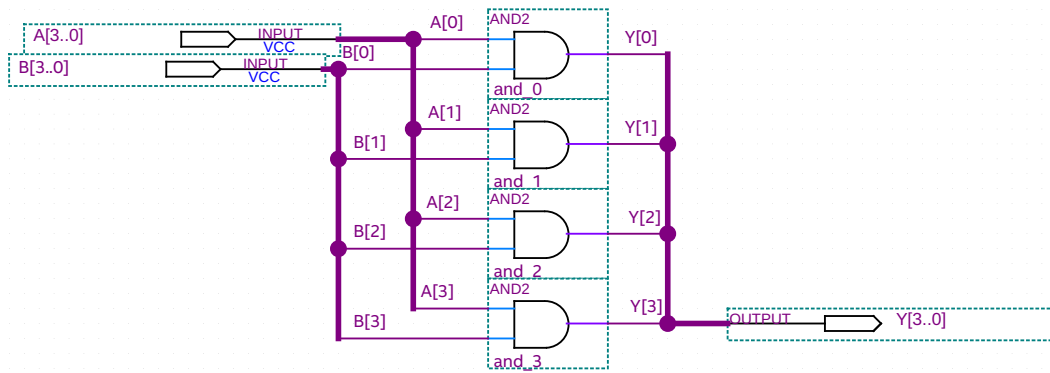 A[3..0]
INPUT
VCC
B[3..0]
INPUT
VCC
A[0]
B[0]
AND2
and_0
Y[0]
A[1]
B[1]
AND2
and_1
Y[1]
A[2]
B[2]
AND2
and_2
Y[2]
A[3]
B[3]
AND2
and_3
Y[3]
OUTPUT
Y[3..0]